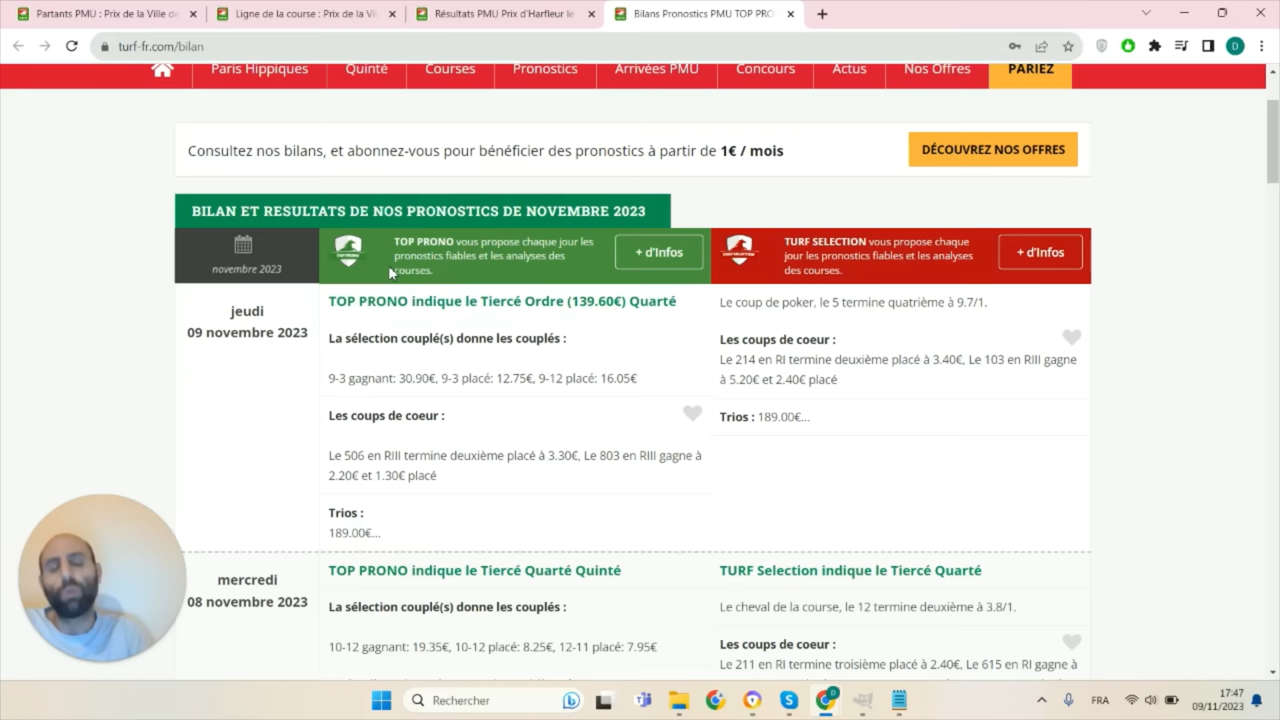 Partants PMU : Prix de la Ville de
Ligne de la course : Prix de la Vil
Résultats PMU Prix d'Harfleur le
Bilans Pronostics PMU TOP PRO
turf-fr.com/bilan
D
Paris Hippiques
Quinté
Courses
Pronostics
Arrivées PMU
Concours
Actus
Nos Offres
PARIEZ
Consultez nos bilans, et abonnez-vous pour bénéficier des pronostics à partir de 1€ / mois
DÉCOUVREZ NOS OFFRES
BILAN ET RESULTATS DE NOS PRONOSTICS DE NOVEMBRE 2023
novembre 2023
TOP PRONO vous propose chaque jour les
pronostics fiables et les analyses des
courses.
+ d'Infos
TURF SELECTION vous propose chaque
jour les pronostics fiables et les analyses
des courses.
+ d'Infos
jeudi
09 novembre 2023
TOP PRONO indique le Tiercé Ordre (139.60€) Quarté
La sélection couplé(s) donne les couplés :
9-3 gagnant: 30.90€, 9-3 placé: 12.75€, 9-12 placé: 16.05€
Les coups de coeur :
Le 506 en RIII termine deuxième placé à 3.30€, Le 803 en RIII gagne à
2.20€ et 1.30€ placé
Trios :
189.00€...
Le coup de poker, le 5 termine quatrième à 9.7/1.
Les coups de coeur :
Le 214 en RI termine deuxième placé à 3.40€, Le 103 en RIII gagne
à 5.20€ et 2.40€ placé
Trios : 189.00€...
mercredi
08 novembre 2023
TOP PRONO indique le Tiercé Quarté Quinté
La sélection couplé(s) donne les couplés :
10-12 gagnant: 19.35€, 10-12 placé: 8.25€, 12-11 placé: 7.95€
TURF Selection indique le Tiercé Quarté
Le cheval de la course, le 12 termine deuxième à 3.8/1.
Les coups de coeur :
Le 211 en RI termine troisième placé à 2.40€, Le 615 en RI gagne à
Rechercher
FRA
17:47
09/11/2023